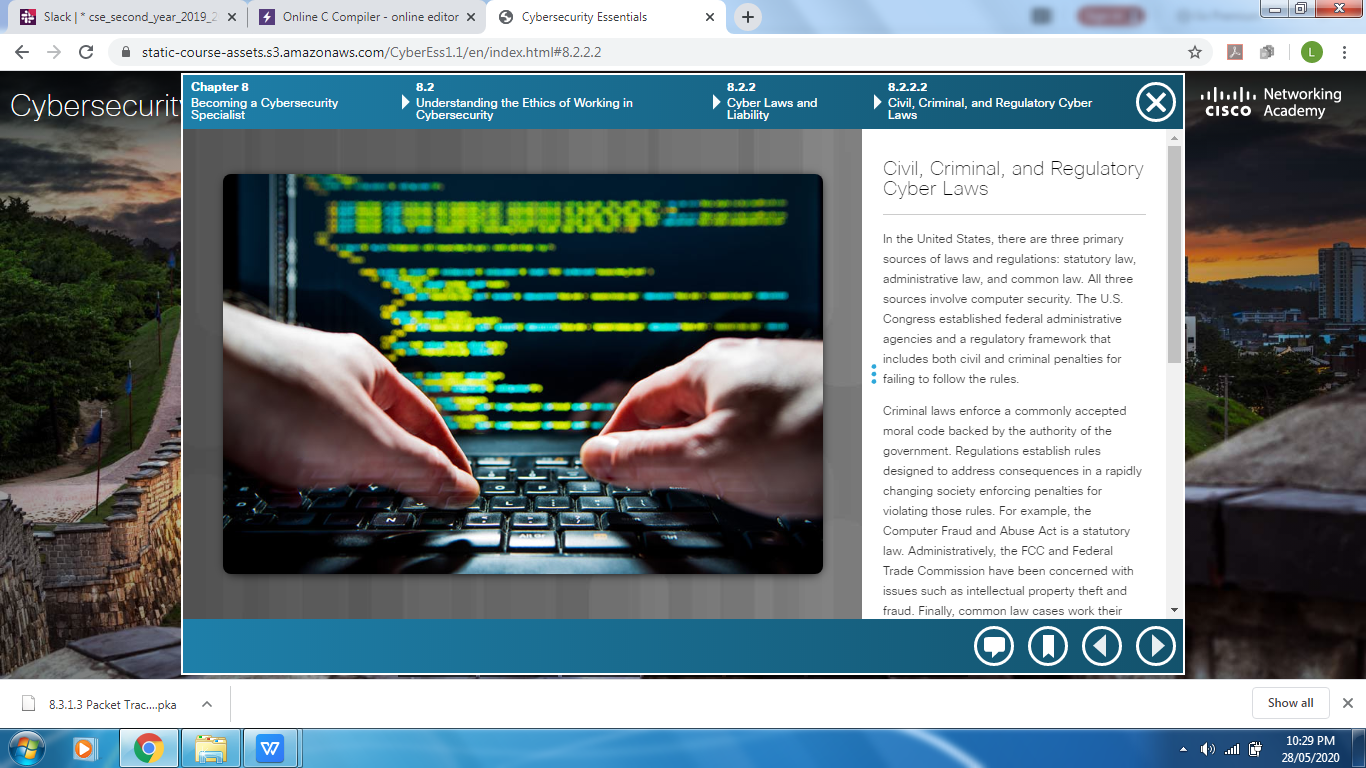 Slack | * cse_second_year_2019_2
Online C Compiler - online editor
Cybersecurity Essentials
static-course-assets.s3.amazonaws.com/CyberEss1.1/en/index.html#8.2.2.2
L
Cybersecurity
Chapter 8
Becoming a Cybersecurity
Specialist
8.2
Understanding the Ethics of Working in
Cybersecurity
8.2.2
Cyber Laws and
Liability
8.2.2.2
Civil, Criminal, and Regulatory Cyber
Laws
CISCO
Networking
Academy
Civil, Criminal, and Regulatory
Cyber Laws
In the United States, there are three primary
sources of laws and regulations: statutory law,
administrative law, and common law. All three
sources involve computer security. The U.S.
Congress established federal administrative
agencies and a regulatory framework that
includes both civil and criminal penalties for
failing to follow the rules.
Criminal laws enforce a commonly accepted
moral code backed by the authority of the
government. Regulations establish rules
designed to address consequences in a rapidly
changing society enforcing penalties for
violating those rules. For example, the
Computer Fraud and Abuse Act is a statutory
law. Administratively, the FCC and Federal
Trade Commission have been concerned with
issues such as intellectual property theft and
fraud. Finally, common law cases work their
8.3.1.3 Packet Trac....pka
Show all
W
10:29 PM
28/05/2020